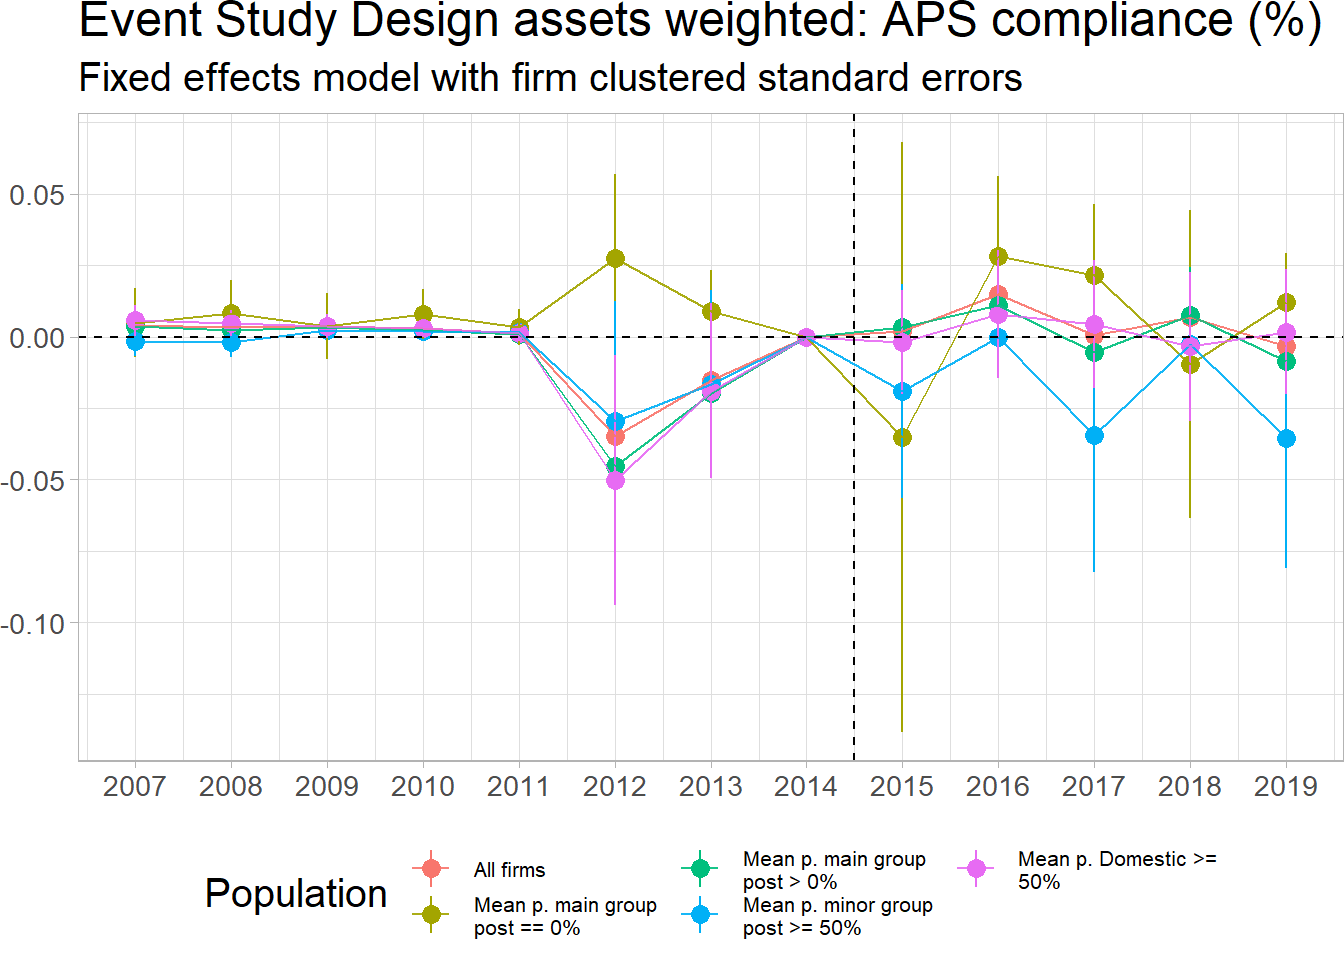 Event Study Design assets weighted: APS compliance (%)
Fixed effects model with firm clustered standard errors
0.05
0.00
-0.05
-0.10
2007 2008 2009 2010 2011 2012 2013 2014 2015 2016 2017 2018 2019
Population
All firms
Mean p. main group
post == 0%
Mean p. main group
post > 0%
Mean p. minor group
post >= 50%
Mean p. Domestic >=
50%